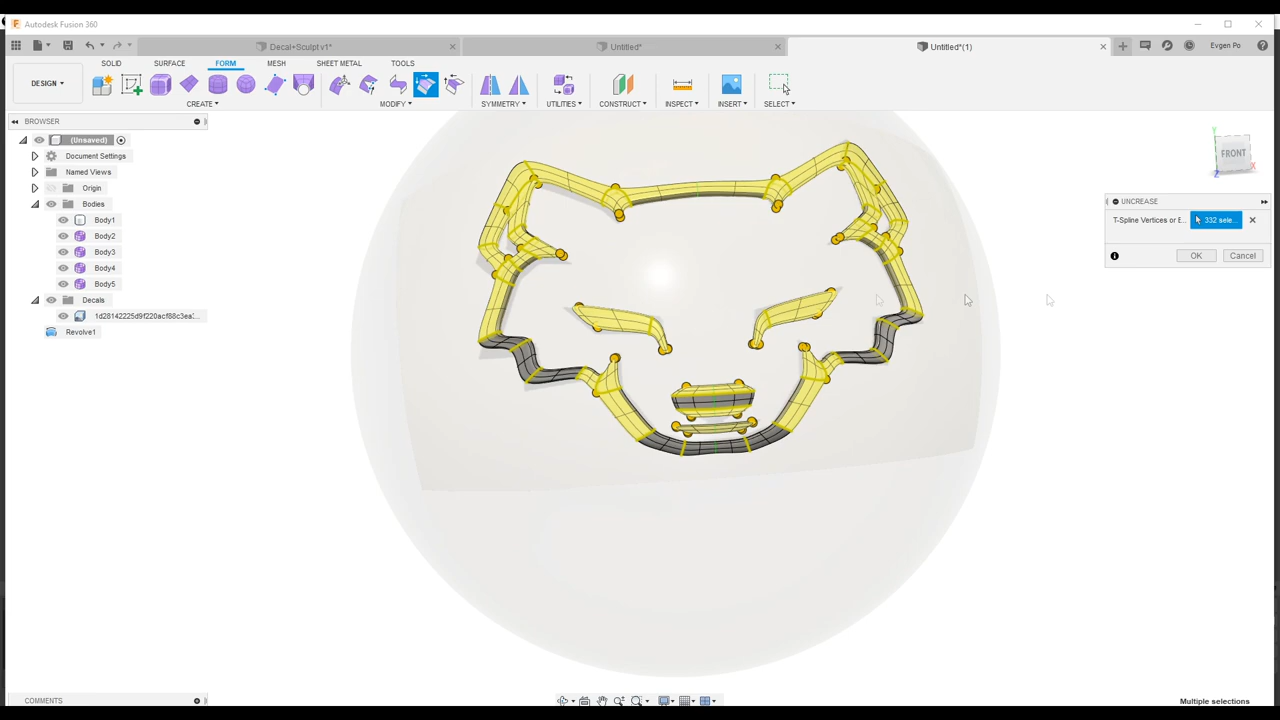 Autodesk Fusion 360
Decal+Sculpt v1*
Untitled*
Untitled*(1)
Evgen Po
DESIGN
SOLID
SURFACE
FORM
MESH
SHEET METAL
TOOLS
CREATE
MODIFY
SYMMETRY
UTILITIES
CONSTRUCT
INSPECT
INSERT
SELECT
BROWSER
(Unsaved)
Document Settings
Named Views
Origin
Bodies
Body1
Body2
Body3
Body4
Body5
Decals
Revolve1
FRONT
UNCREASE
T-Spline Vertices or E...
332 sele...
OK
Cancel
COMMENTS
Multiple selections